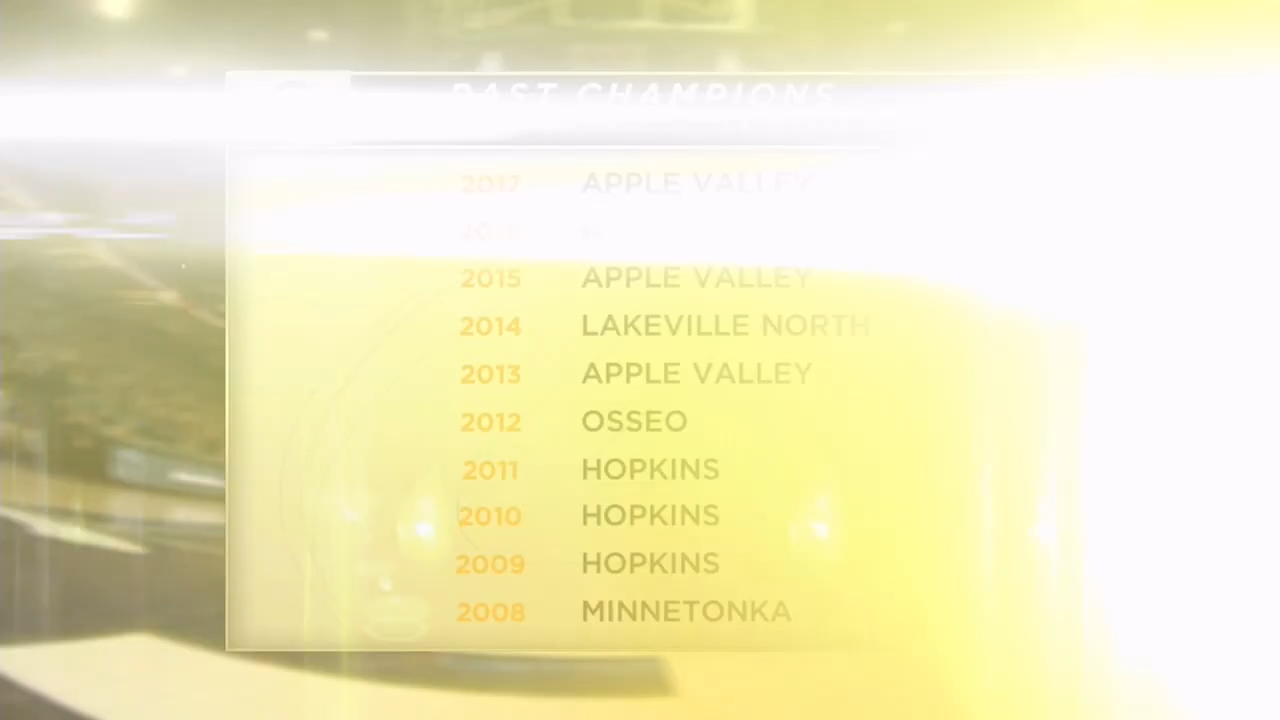 PAST CHAMPIONS
2017 APPLE VALLEY
2015 APPLE VALLEY
2014 LAKEVILLE NORTH
2013 APPLE VALLEY
2012 OSSEO
2011 HOPKINS
2010 HOPKINS
2009 HOPKINS
2008 MINNETONKA